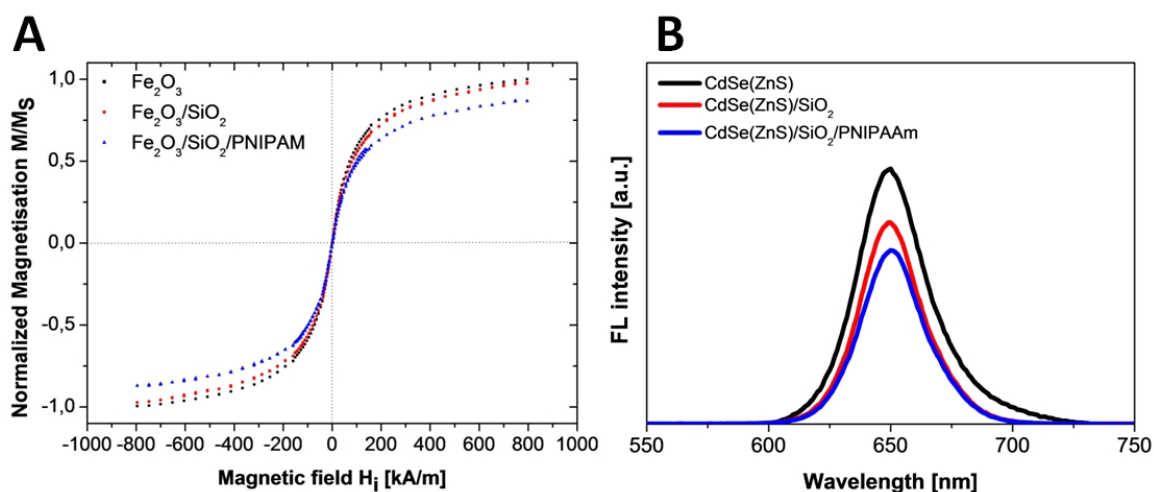 A
Normalized Magnetisation M/MS
1,0
0,5
0,0
-0,5
-1,0
Fe2O3
Fe2O3/SiO2
Fe2O3/SiO2/PNIPAM
-1000 -800 -600 -400 -200 0 200 400 600 800 1000
Magnetic field Hi [kA/m]
B
FL intensity [a.u.]
CdSe(ZnS)
CdSe(ZnS)/SiO2
CdSe(ZnS)/SiO2/PNIPAAm
550 600 650 700 750
Wavelength [nm]